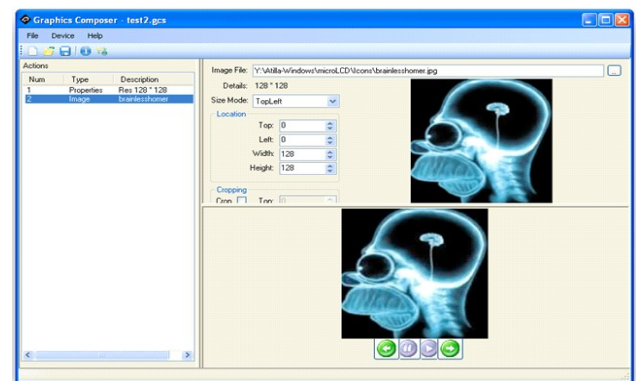 Graphics Composer - test2.gcs
File Device Help
Actions
Num Type Description
1 Properties Res 128 * 128
2 Image brainlesshomer
Image File: Y:\Atilla-Windows\microLCD\Icons\brainlesshomer.jpg ...
Details: 128 * 128
Size Mode: TopLeft
Location
Top: 0
Left: 0
Width: 128
Height: 128
Cropping
Crop Top: 0